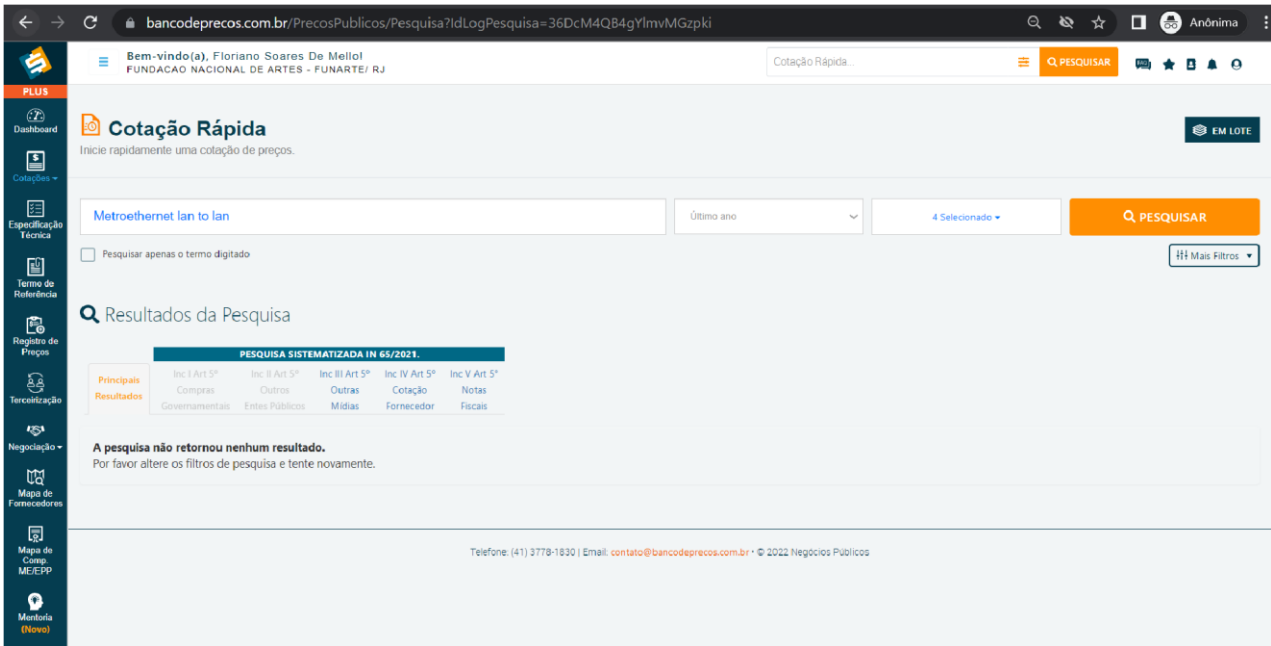 bancodeprecos.com.br/PrecosPublicos/Pesquisa?IdLogPesquisa=36DcM4QB4gYlmvMGzpki
Anônima
PLUS
Bem-vindo(a), Floriano Soares De Mello!
FUNDACAO NACIONAL DE ARTES - FUNARTE/ RJ
Cotação Rápida...
PESQUISAR
Dashboard
Cotações
Especificação
Técnica
Termo de
Referência
Registro de
Preços
Terceirização
Negociação
Mapa de
Fornecedores
Mapa de
Comp.
ME/EPP
Mentoria
(Novo)
Cotação Rápida
Inicie rapidamente uma cotação de preços.
EM LOTE
Metroethernet lan to lan
Último ano
4 Selecionado
PESQUISAR
Pesquisar apenas o termo digitado
Mais Filtros
Resultados da Pesquisa
PESQUISA SISTEMATIZADA IN 65/2021.
Principais
Resultados
Inc I Art 5º
Compras
Governamentais
Inc II Art 5º
Outros
Entes Públicos
Inc III Art 5º
Outras
Mídias
Inc IV Art 5º
Cotação
Fornecedor
Inc V Art 5º
Notas
Fiscais
A pesquisa não retornou nenhum resultado.
Por favor altere os filtros de pesquisa e tente novamente.
Telefone: (41) 3778-1830 | Email: contato@bancodeprecos.com.br • © 2022 Negócios Públicos